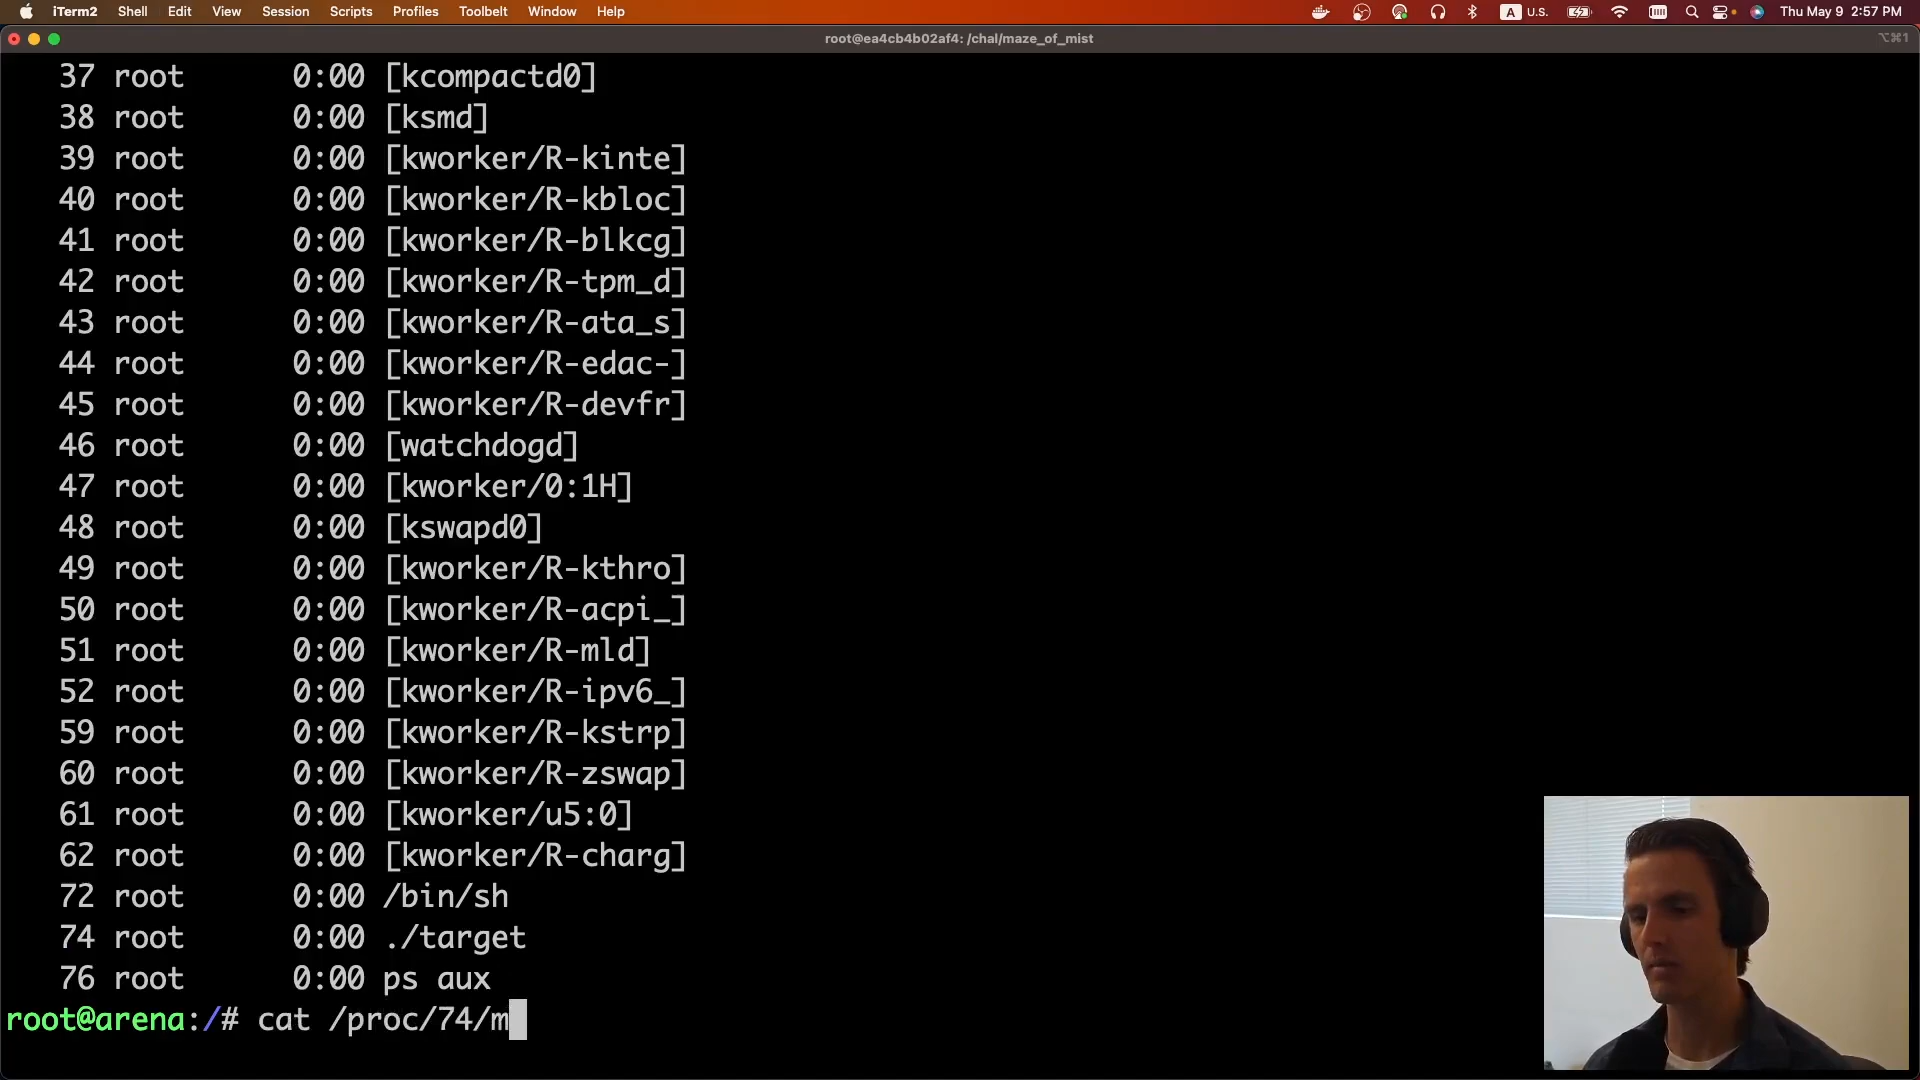 iTerm2 Shell Edit View Session Scripts Profiles Toolbelt Window Help A U.S. Thu May 9 2:57 PM
root@ea4cb4b02af4: /chal/maze_of_mist ⌥⌘1
37 root 0:00 [kcompactd0]
38 root 0:00 [ksmd]
39 root 0:00 [kworker/R-kinte]
40 root 0:00 [kworker/R-kbloc]
41 root 0:00 [kworker/R-blkcg]
42 root 0:00 [kworker/R-tpm_d]
43 root 0:00 [kworker/R-ata_s]
44 root 0:00 [kworker/R-edac-]
45 root 0:00 [kworker/R-devfr]
46 root 0:00 [watchdogd]
47 root 0:00 [kworker/0:1H]
48 root 0:00 [kswapd0]
49 root 0:00 [kworker/R-kthro]
50 root 0:00 [kworker/R-acpi_]
51 root 0:00 [kworker/R-mld]
52 root 0:00 [kworker/R-ipv6_]
59 root 0:00 [kworker/R-kstrp]
60 root 0:00 [kworker/R-zswap]
61 root 0:00 [kworker/u5:0]
62 root 0:00 [kworker/R-charg]
72 root 0:00 /bin/sh
74 root 0:00 ./target
76 root 0:00 ps aux
root@arena:/# cat /proc/74/m